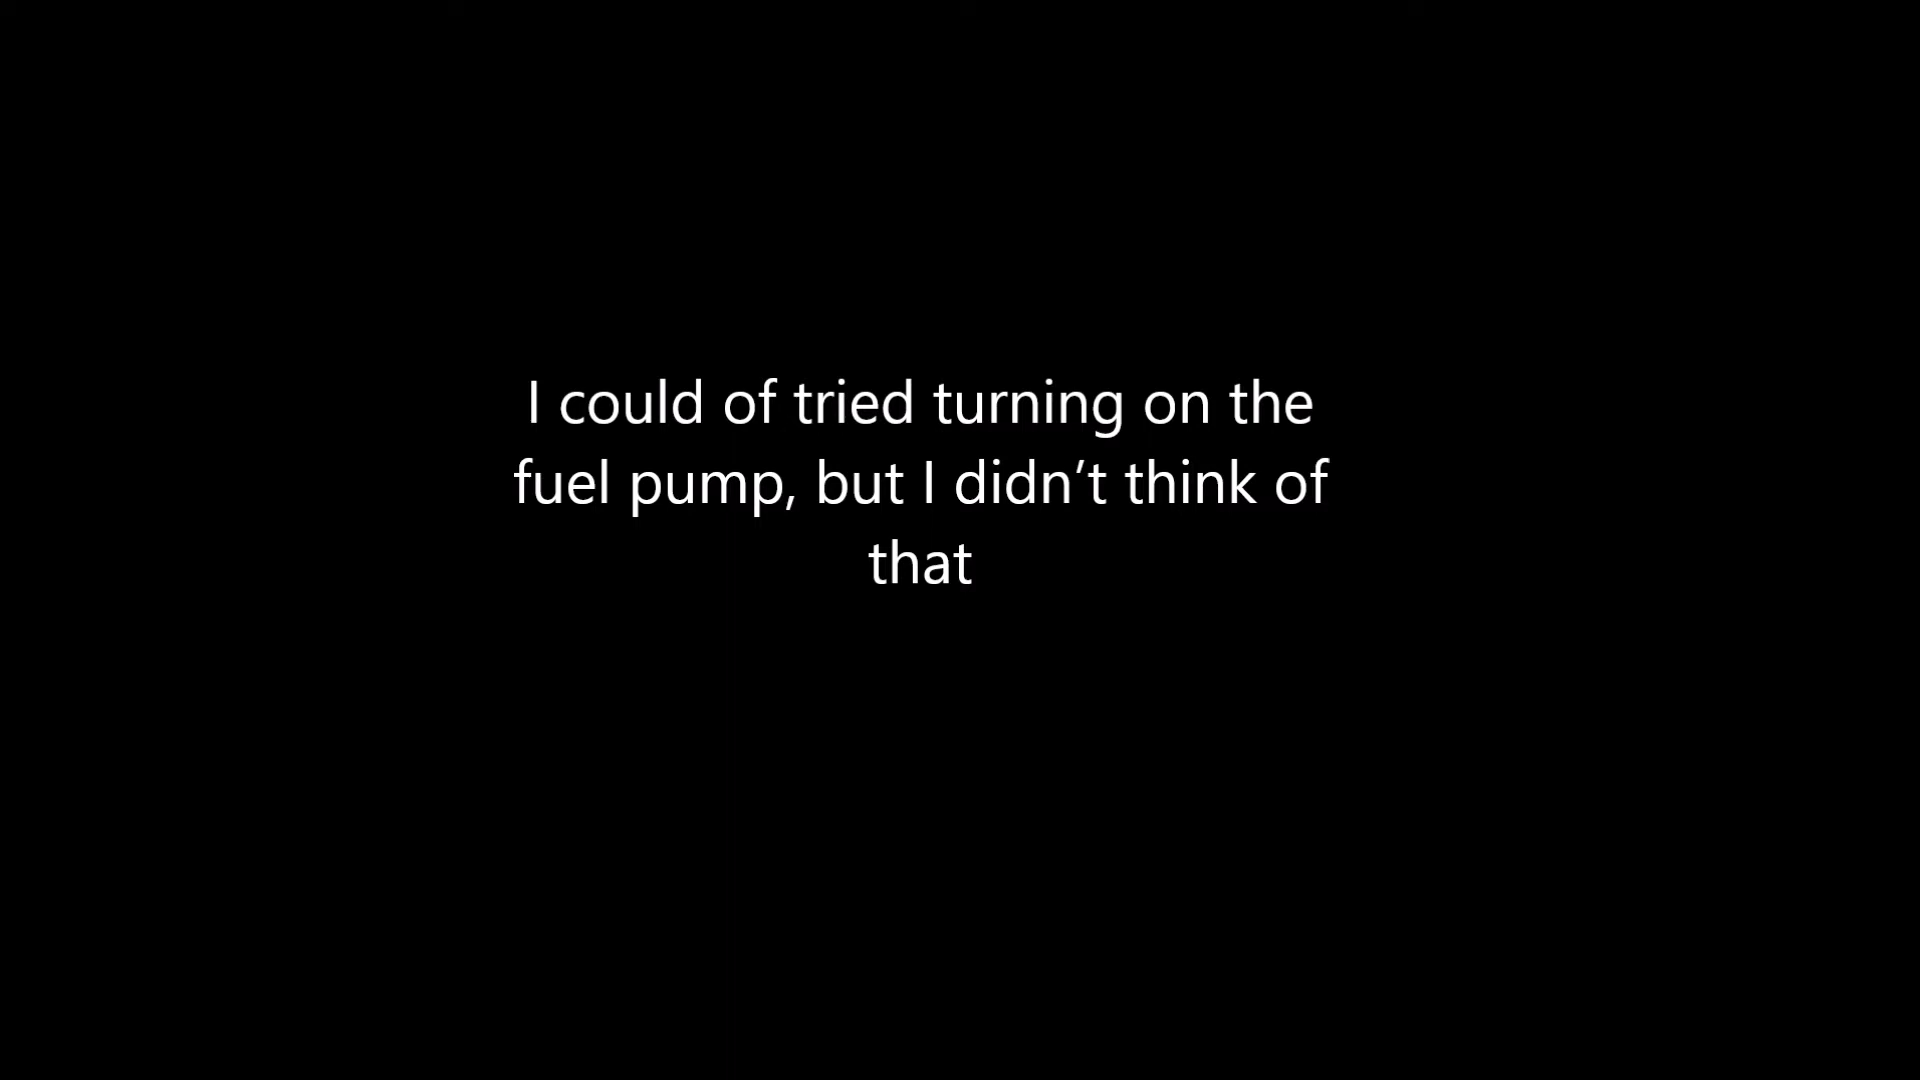 I could of tried turning on the
fuel pump, but I didn’t think of
that